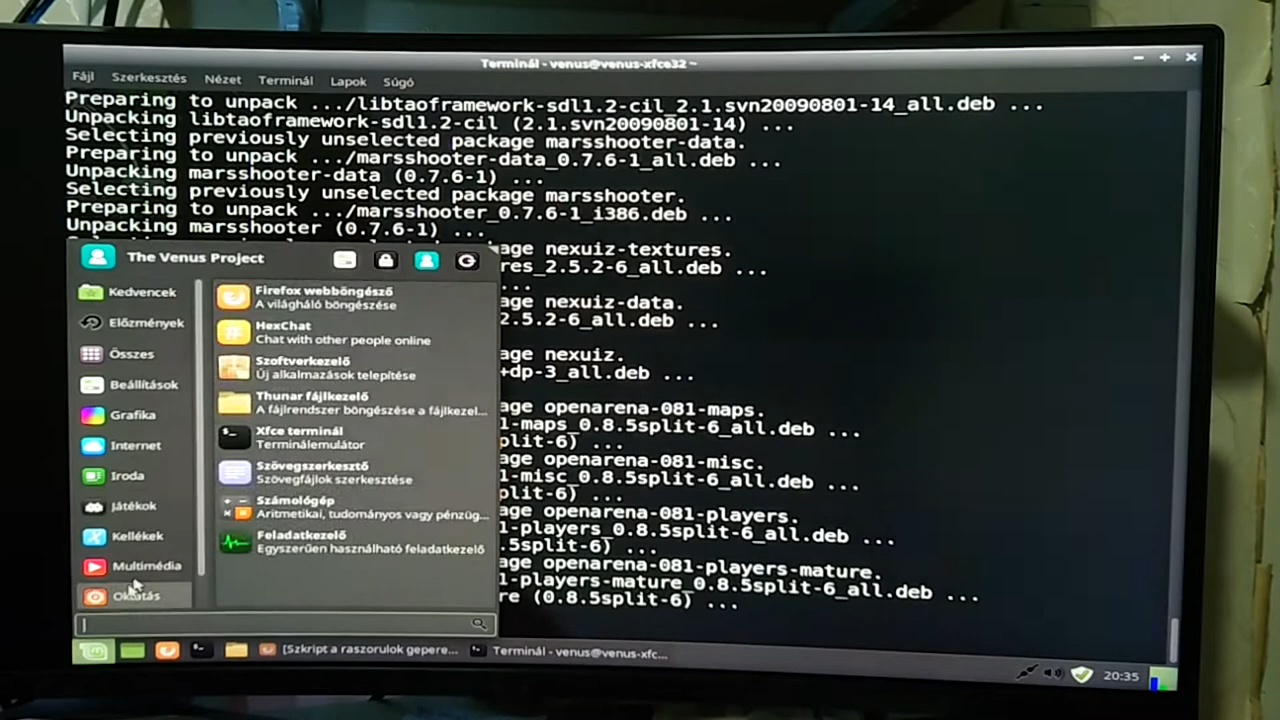 Terminál - venus@venus-xfce32 ~
Fájl Szerkesztés Nézet Terminál Lapok Súgó
Preparing to unpack .../libtaoframework-sdl1.2-cil_2.1.svn20090801-14_all.deb ...
Unpacking libtaoframework-sdl1.2-cil (2.1.svn20090801-14) ...
Selecting previously unselected package marsshooter-data.
Preparing to unpack .../marsshooter-data_0.7.6-1_all.deb ...
Unpacking marsshooter-data (0.7.6-1) ...
Selecting previously unselected package marsshooter.
Preparing to unpack .../marsshooter_0.7.6-1_i386.deb ...
Unpacking marsshooter (0.7.6-1) ...
age nexuiz-textures.
res_2.5.2-6_all.deb ...
...
age nexuiz-data.
2.5.2-6_all.deb ...
age nexuiz.
+dp-3_all.deb ...
age openarena-081-maps.
l-maps_0.8.5split-6_all.deb ...
plit-6) ...
age openarena-081-misc.
l-misc_0.8.5split-6_all.deb ...
plit-6) ...
age openarena-081-players.
l-players_0.8.5split-6_all.deb ...
.5split-6) ...
age openarena-081-players-mature.
l-players-mature_0.8.5split-6_all.deb ...
re (0.8.5split-6) ...
The Venus Project
Kedvencek
Előzmények
Összes
Beállítások
Grafika
Internet
Iroda
Játékok
Kellékek
Multimédia
Oktatás
Firefox webböngésző
A világháló böngészése
HexChat
Chat with other people online
Szoftverkezelő
Új alkalmazások telepítése
Thunar fájlkezelő
A fájlrendszer böngészése a fájlkezel...
Xfce terminál
Terminálemulátor
Szövegszerkesztő
Szövegfájlok szerkesztése
Számológép
Aritmetikai, tudományos vagy pénzüg...
Feladatkezelő
Egyszerűen használható feladatkezelő
[Szkript a raszorulok gepere... Terminál - venus@venus-xfc...
20:35